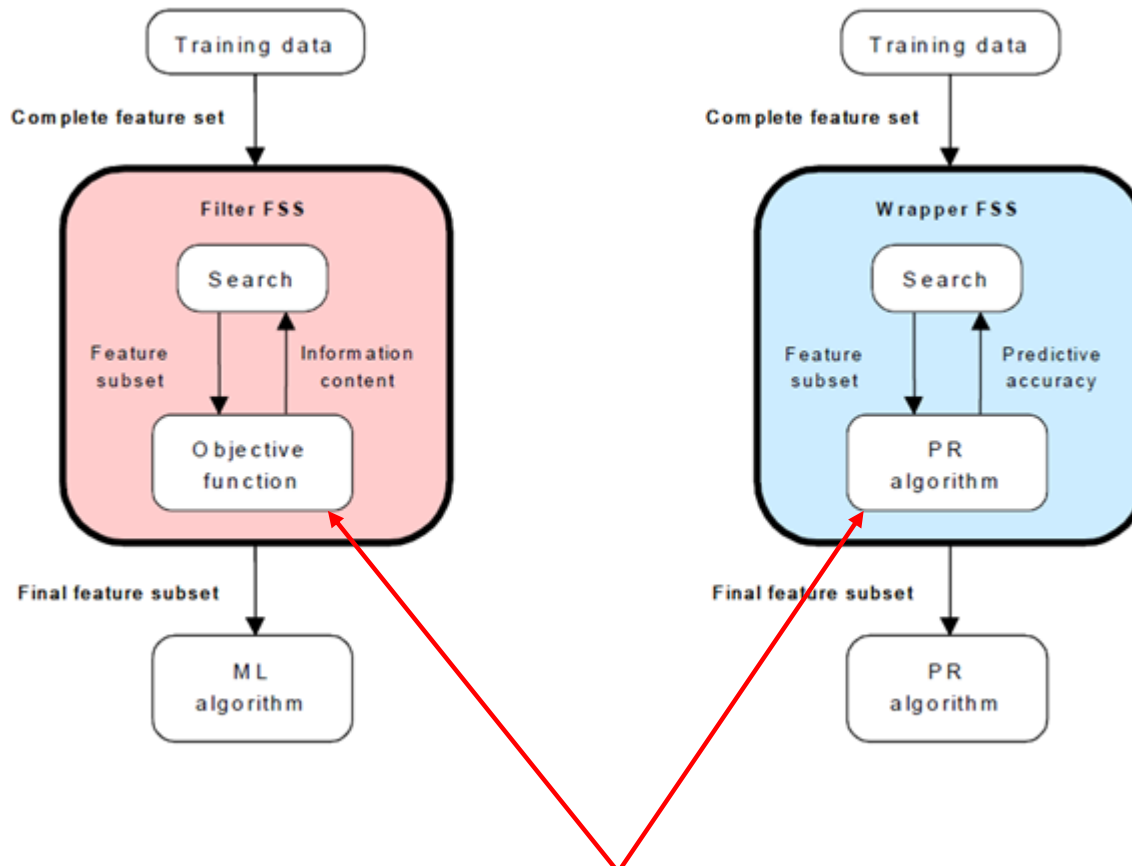 Training data
Complete feature set
Filter FSS
Search
Feature
subset
Information
content
Objective
function
Final feature subset
ML
algorithm
Training data
Complete feature set
Wrapper FSS
Search
Feature
subset
Predictive
accuracy
PR
algorithm
Final feature subset
PR
algorithm